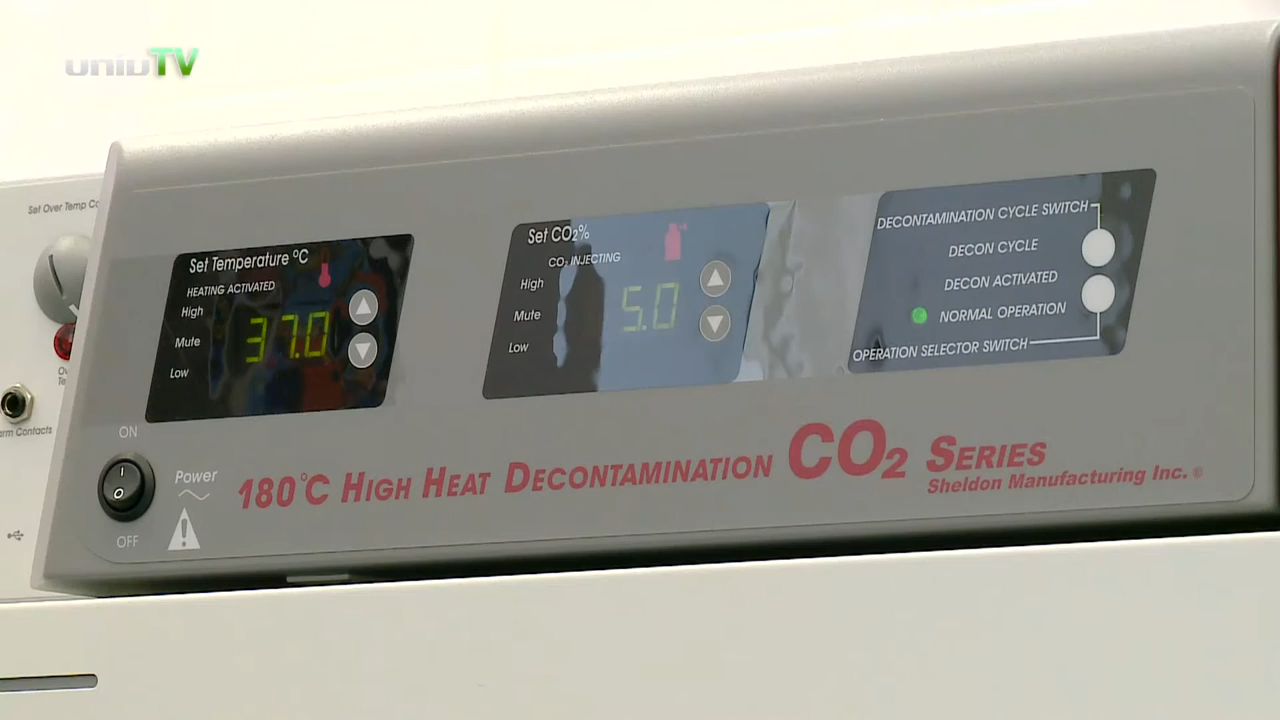 univTV
Set Over Temp
Set Temperature °C
HEATING ACTIVATED
High
Mute
Low
37.0
Set CO2%
CO2 INJECTING
High
Mute
Low
5.0
DECONTAMINATION CYCLE SWITCH
DECON CYCLE
DECON ACTIVATED
NORMAL OPERATION
OPERATION SELECTOR SWITCH
Contacts
ON
Power
OFF
180°C HIGH HEAT DECONTAMINATION CO2 SERIES
Sheldon Manufacturing Inc.©